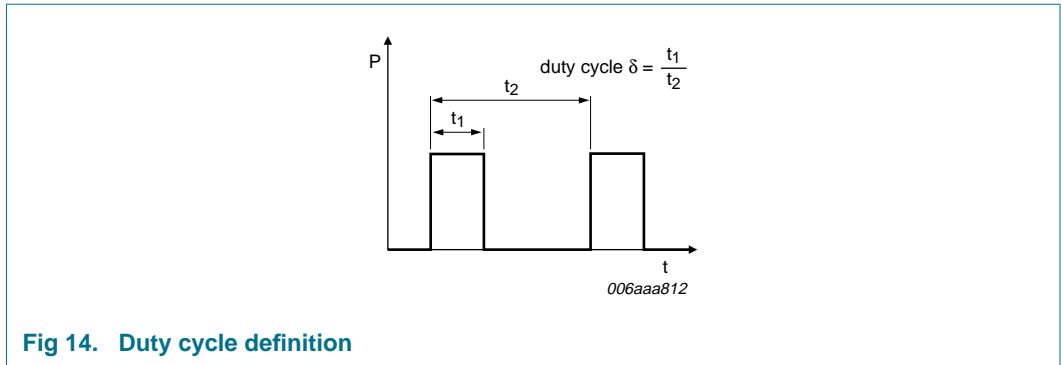 P
duty cycle δ = t1
t2
t2
t1
t
006aaa812
Fig 14. Duty cycle definition